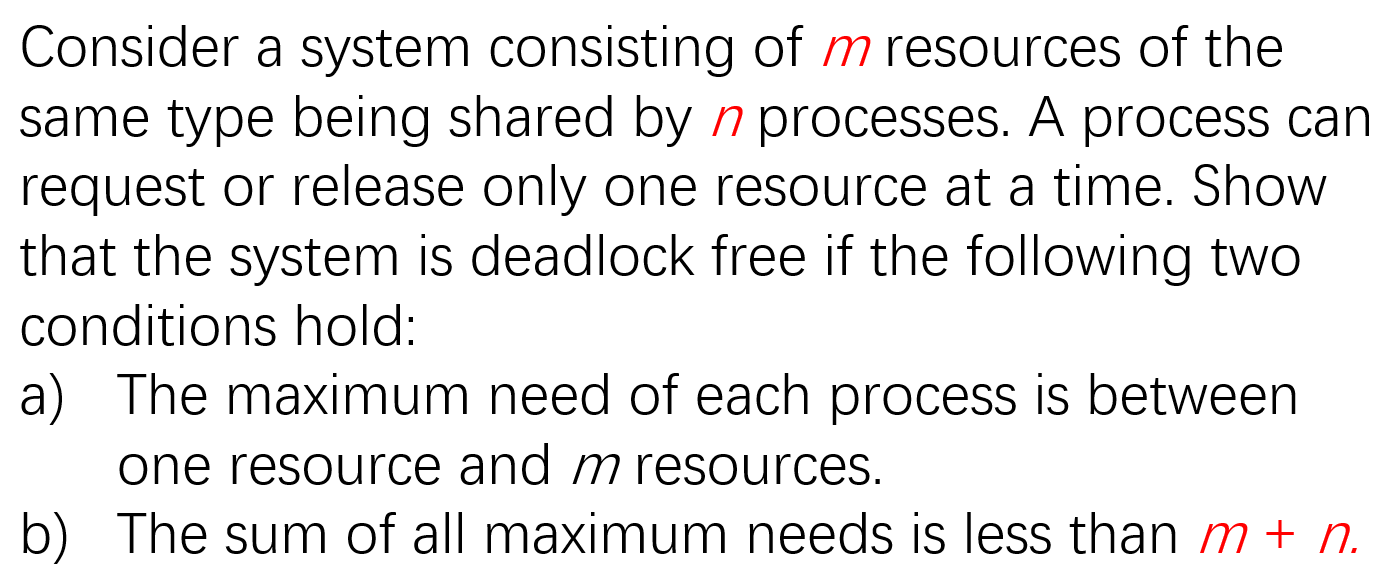 Consider a system consisting of m resources of the
same type being shared by n processes. A process can
request or release only one resource at a time. Show
that the system is deadlock free if the following two
conditions hold:
a) The maximum need of each process is between
one resource and m resources.
b) The sum of all maximum needs is less than m + n.